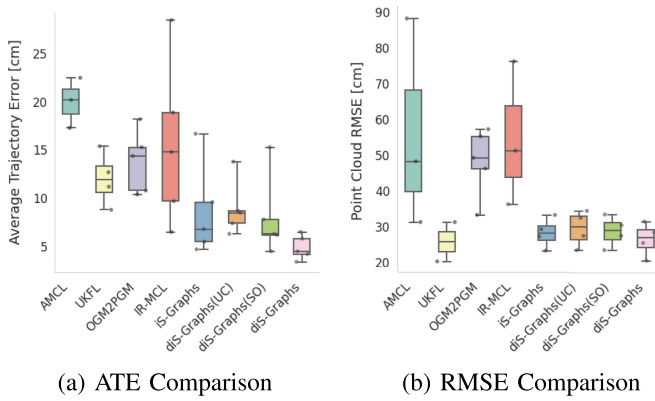 Average Trajectory Error [cm]
25
20
15
10
5
AMCL
UKFL
OGM2PGM
IR-MCL
iS-Graphs
diS-Graphs(UC)
diS-Graphs(SO)
diS-Graphs
(a) ATE Comparison
Point Cloud RMSE [cm]
90
80
70
60
50
40
30
20
AMCL
UKFL
OGM2PGM
IR-MCL
iS-Graphs
diS-Graphs(UC)
diS-Graphs(SO)
diS-Graphs
(b) RMSE Comparison